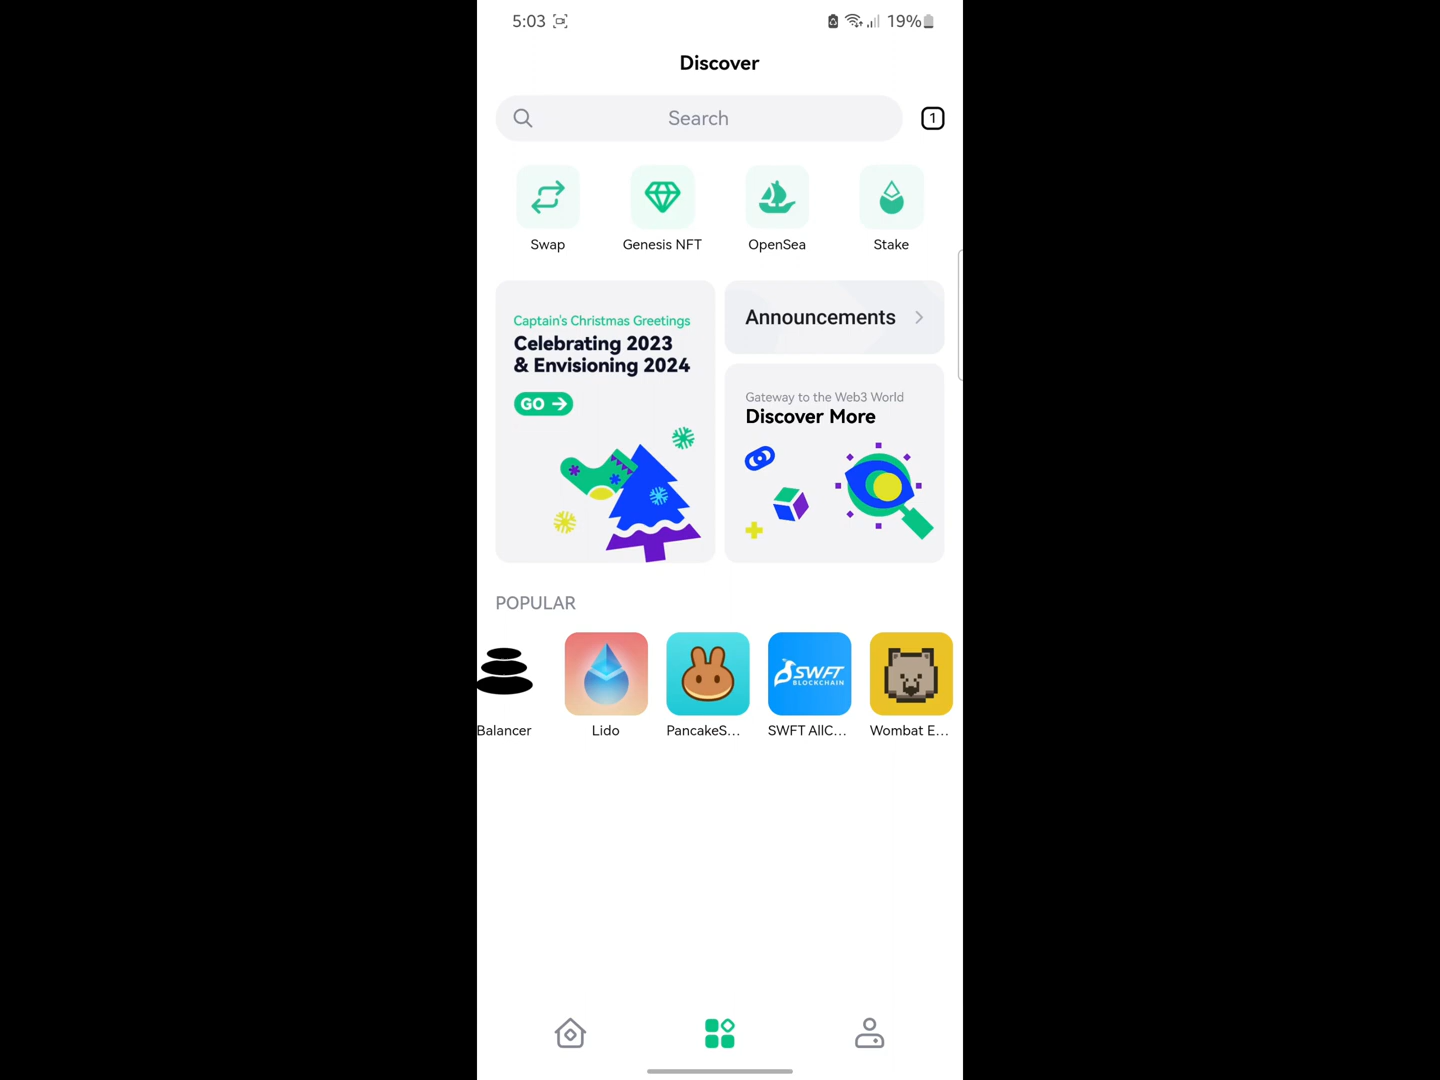 5:03
19%
Discover
Search
1
Swap
Genesis NFT
OpenSea
Stake
Captain's Christmas Greetings
Celebrating 2023
& Envisioning 2024
GO
Announcements
Gateway to the Web3 World
Discover More
POPULAR
SWFT
BLOCKCHAIN
Balancer
Lido
PancakeS...
SWFT AllC...
Wombat E...